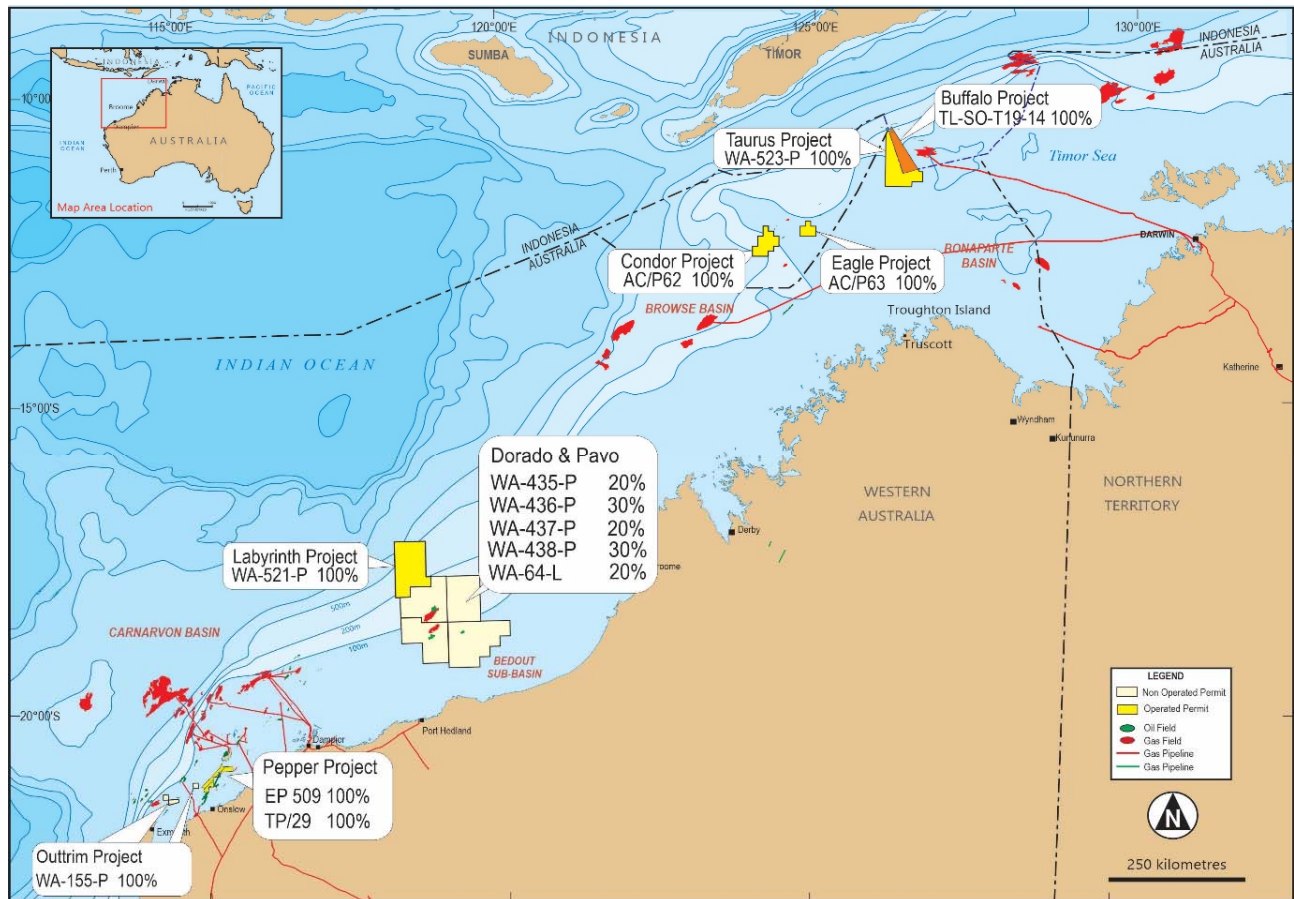 115°00'E
120°00'E
125°00'E
130°00'E
INDONESIA
SUMBA
TIMOR
INDONESIA
AUSTRALIA
INDONESIA
Darwin
PACIFIC
OCEAN
Broome
Dampier
AUSTRALIA
INDIAN
OCEAN
Perth
Map Area Location
10°00'S
Buffalo Project
TL-SO-T19-14 100%
Taurus Project
WA-523-P 100%
Timor Sea
INDONESIA
AUSTRALIA
DARWIN
BONAPARTE
BASIN
Condor Project
AC/P62 100%
Eagle Project
AC/P63 100%
BROWSE BASIN
Troughton Island
Truscott
INDIAN OCEAN
Katherine
15°00'S
Wyndham
Kununurra
Dorado & Pavo
WA-435-P 20%
WA-436-P 30%
WA-437-P 20%
WA-438-P 30%
WA-64-L 20%
WESTERN
AUSTRALIA
NORTHERN
TERRITORY
Derby
Labyrinth Project
WA-521-P 100%
roome
500m
200m
100m
CARNARVON BASIN
BEDOUT
SUB-BASIN
LEGEND
Non Operated Permit
Operated Permit
Oil Field
Gas Field
Gas Pipeline
Gas Pipeline
20°00'S
Port Hedland
Dampier
Pepper Project
EP 509 100%
TP/29 100%
Onslow
Exmouth
N
Outtrim Project
WA-155-P 100%
250 kilometres